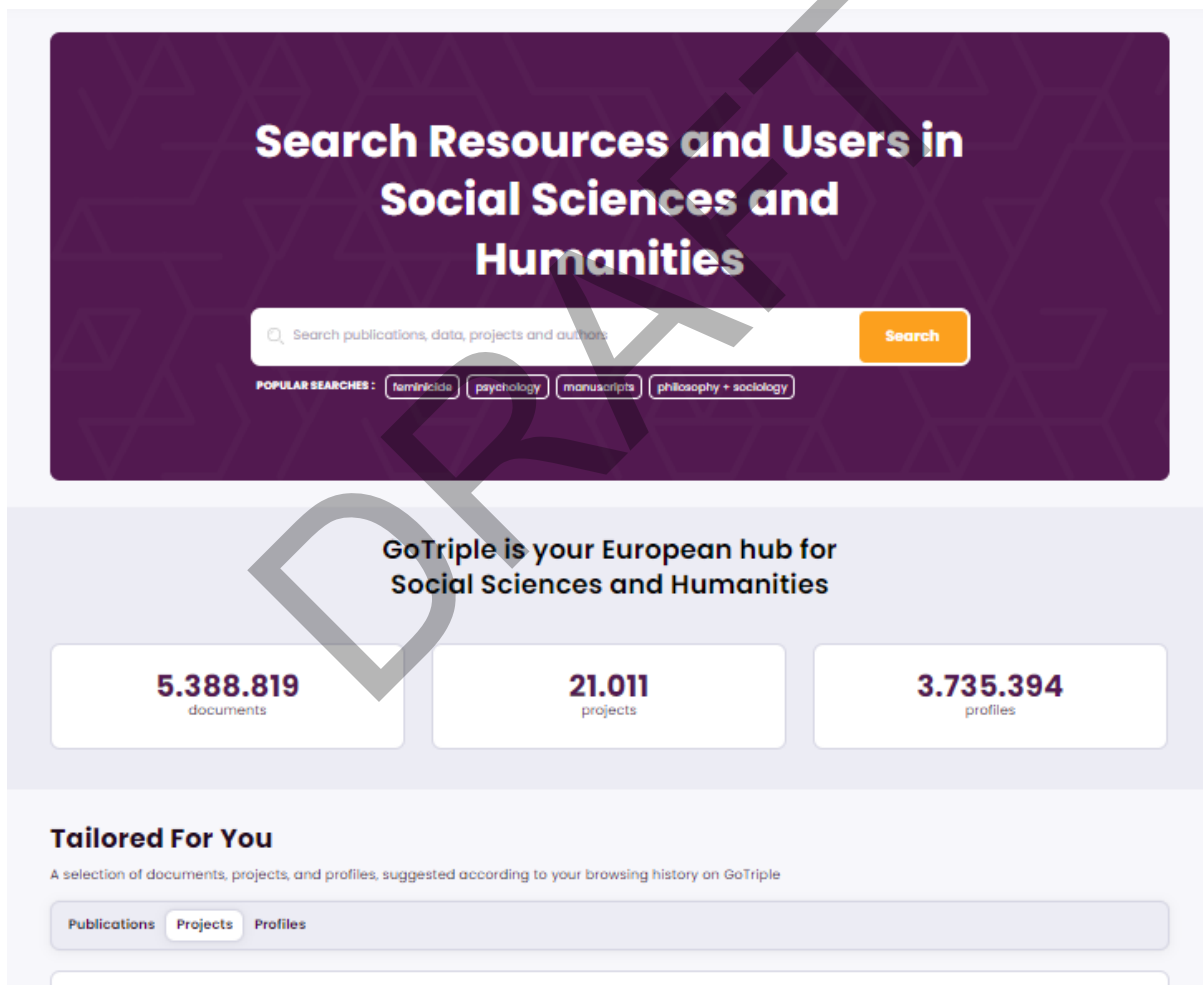 Search Resources and Users in
Social Sciences and
Humanities
Search publications, data, projects and authors
Search
POPULAR SEARCHES :
feminicide
psychology
manuscripts
philosophy + sociology
GoTriple is your European hub for
Social Sciences and Humanities
5.388.819
documents
21.011
projects
3.735.394
profiles
Tailored For You
A selection of documents, projects, and profiles, suggested according to your browsing history on GoTriple
Publications
Projects
Profiles
DRAFT